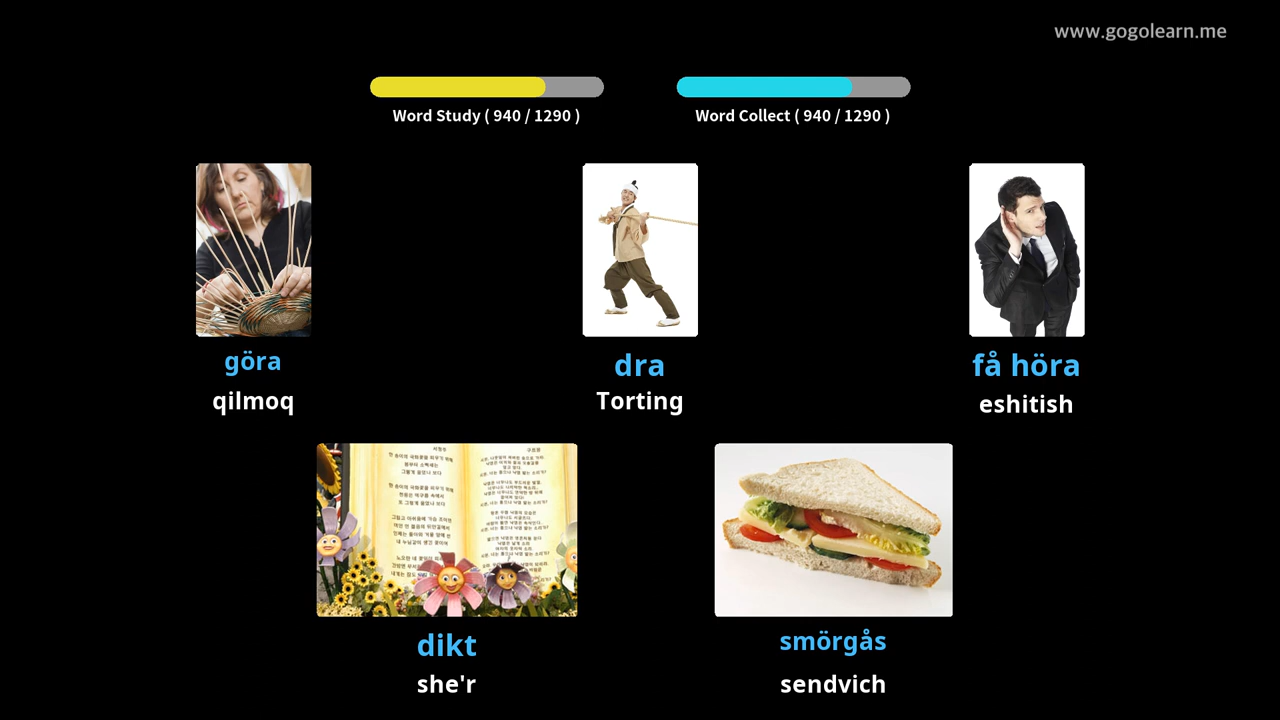 www.gogolearn.me
Word Study ( 940 / 1290 )
Word Collect ( 940 / 1290 )
göra
qilmoq
dra
Torting
få höra
eshitish
dikt
she'r
smörgås
sendvich